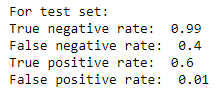 For test set:
True negative rate:  0.99
False negative rate:  0.4
True positive rate:  0.6
False positive rate:  0.01